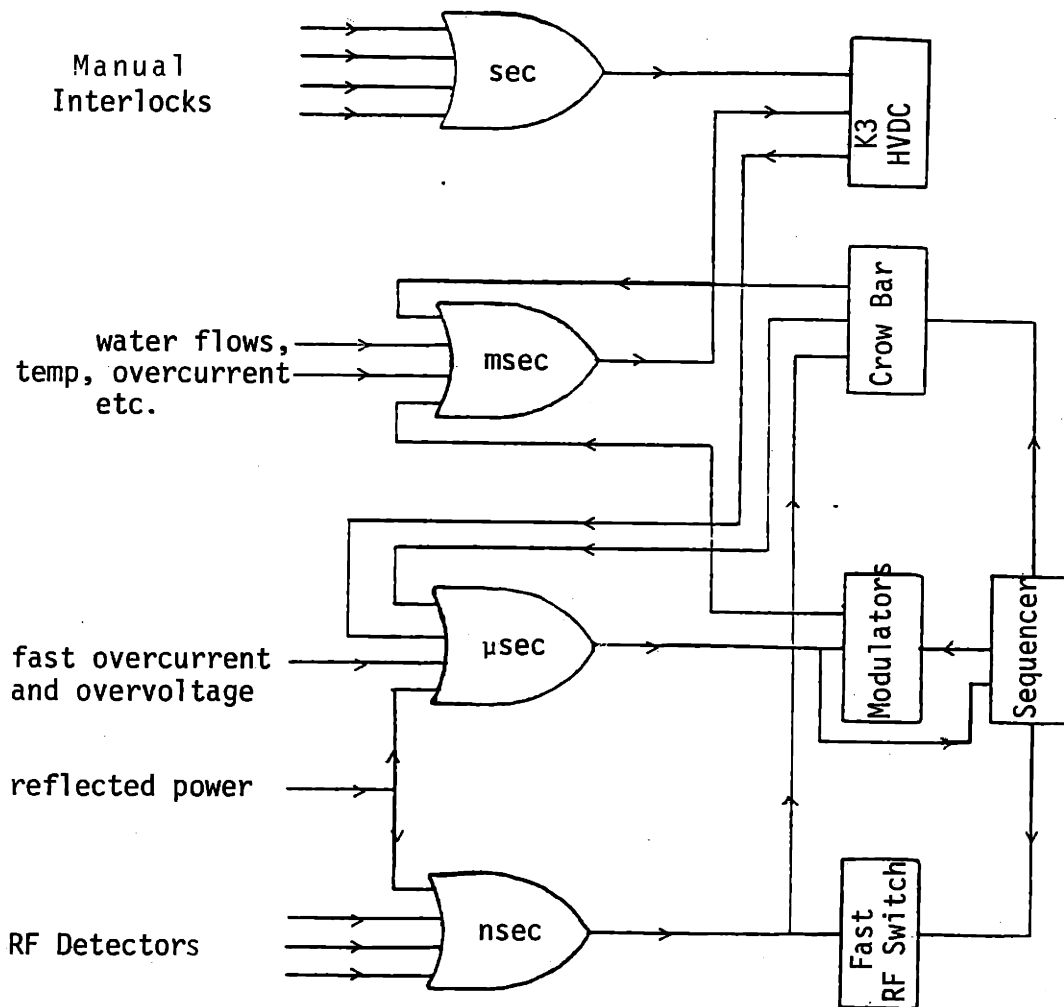 Manual
Interlocks
sec
K3
HVDC
water flows,
temp, overcurrent
etc.
msec
Crow Bar
fast overcurrent
and overvoltage
μsec
Modulators
Sequencer
reflected power
RF Detectors
nsec
Fast
RF Switch